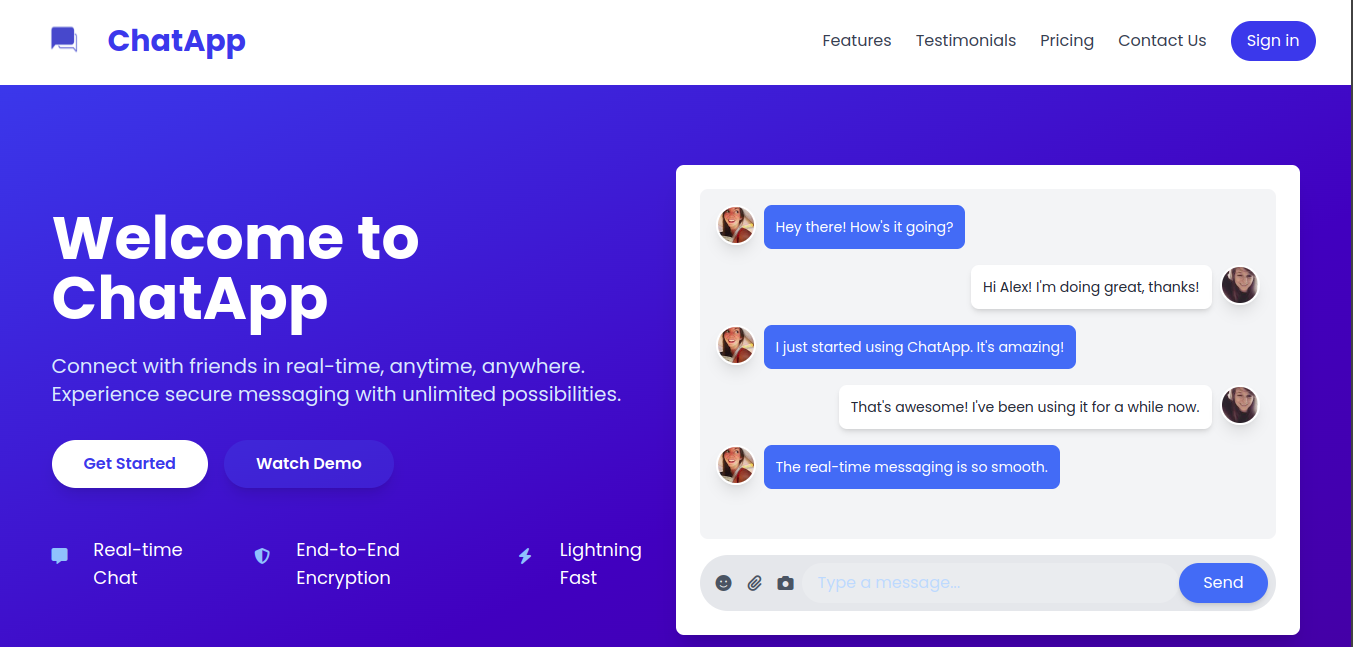 ChatApp
Features
Testimonials
Pricing
Contact Us
Sign in
Welcome to
ChatApp
Connect with friends in real-time, anytime, anywhere.
Experience secure messaging with unlimited possibilities.
Get Started
Watch Demo
Real-time
Chat
End-to-End
Encryption
Lightning
Fast
Hey there! How's it going?
Hi Alex! I'm doing great, thanks!
I just started using ChatApp. It's amazing!
That's awesome! I've been using it for a while now.
The real-time messaging is so smooth.
Type a message...
Send